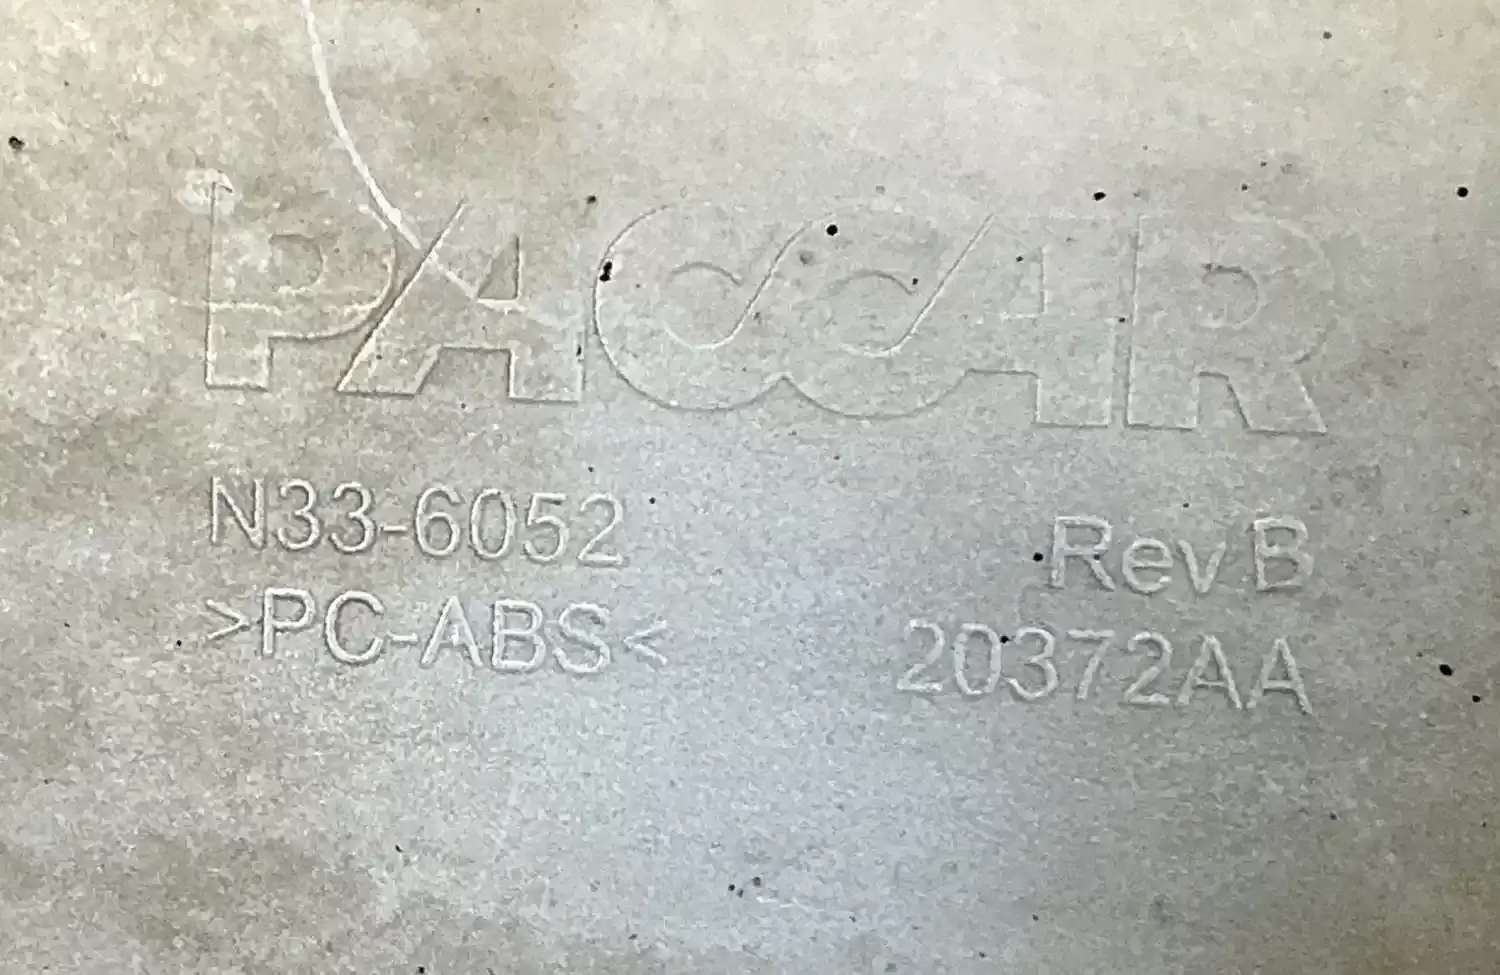 PACCAR
N33-6052 Rev B
>PC-ABS< 20372AA